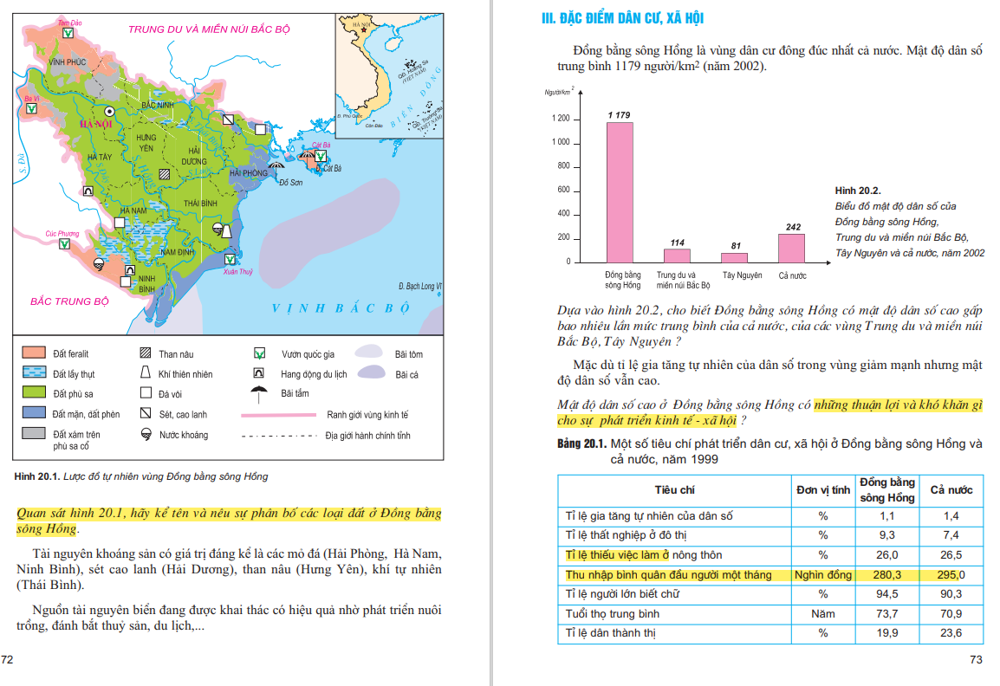 Tam Đảo
TRUNG DU VÀ MIỀN NÚI BẮC BỘ
HÀ NỘI
VĨNH PHÚC
QĐ. Hoàng Sa
(VIỆT NAM)
BIỂN ĐÔNG
Ba Vì
BẮC NINH
HÀ NỘI
Đ. Phú Quốc
Côn Đảo
QĐ. Trường Sa
(VIỆT NAM)
HƯNG
YÊN
HẢI
DƯƠNG
Cát Bà
Đ. Cát Bà
S. Đà
HÀ TÂY
HẢI PHÒNG
Đồ Sơn
S. Đáy
S. Hồng
THÁI BÌNH
HÀ NAM
Cúc Phương
NAM ĐỊNH
Xuân Thuỷ
NINH
BÌNH
Đ. Bạch Long Vĩ
BẮC TRUNG BỘ
VỊNH BẮC BỘ
Đất feralit
Than nâu
Vườn quốc gia
Bãi tôm
Đất lầy thụt
Khí thiên nhiên
Hang động du lịch
Bãi cá
Đất phù sa
Đá vôi
Bãi tắm
Đất mặn, đất phèn
Sét, cao lanh
Ranh giới vùng kinh tế
Đất xám trên
phù sa cổ
Nước khoáng
Địa giới hành chính tỉnh
Hình 20.1. Lược đồ tự nhiên vùng Đồng bằng sông Hồng
Quan sát hình 20.1, hãy kể tên và nêu sự phân bố các loại đất ở Đồng bằng
sông Hồng.
Tài nguyên khoáng sản có giá trị đáng kể là các mỏ đá (Hải Phòng, Hà Nam,
Ninh Bình), sét cao lanh (Hải Dương), than nâu (Hưng Yên), khí tự nhiên
(Thái Bình).
Nguồn tài nguyên biển đang được khai thác có hiệu quả nhờ phát triển nuôi
trồng, đánh bắt thuỷ sản, du lịch,...
72
III. ĐẶC ĐIỂM DÂN CƯ, XÃ HỘI
Đồng bằng sông Hồng là vùng dân cư đông đúc nhất cả nước. Mật độ dân số
trung bình 1179 người/km2 (năm 2002).
Người/km2
1 200
1 000
800
600
400
200
0
1 179
114
81
242
Đồng bằng
sông Hồng
Trung du và
miền núi Bắc Bộ
Tây Nguyên
Cả nước
Hình 20.2.
Biểu đồ mật độ dân số của
Đồng bằng sông Hồng,
Trung du và miền núi Bắc Bộ,
Tây Nguyên và cả nước, năm 2002
Dựa vào hình 20.2, cho biết Đồng bằng sông Hồng có mật độ dân số cao gấp
bao nhiêu lần mức trung bình của cả nước, của các vùng Trung du và miền núi
Bắc Bộ, Tây Nguyên ?
Mặc dù tỉ lệ gia tăng tự nhiên của dân số trong vùng giảm mạnh nhưng mật
độ dân số vẫn cao.
Mật độ dân số cao ở Đồng bằng sông Hồng có những thuận lợi và khó khăn gì
cho sự phát triển kinh tế - xã hội ?
Bảng 20.1. Một số tiêu chí phát triển dân cư, xã hội ở Đồng bằng sông Hồng và
cả nước, năm 1999
Tiêu chí Đơn vị tính Đồng bằng sông Hồng Cả nước
Tỉ lệ gia tăng tự nhiên của dân số % 1,1 1,4
Tỉ lệ thất nghiệp ở đô thị % 9,3 7,4
Tỉ lệ thiếu việc làm ở nông thôn % 26,0 26,5
Thu nhập bình quân đầu người một tháng Nghìn đồng 280,3 295,0
Tỉ lệ người lớn biết chữ % 94,5 90,3
Tuổi thọ trung bình Năm 73,7 70,9
Tỉ lệ dân thành thị % 19,9 23,6
73